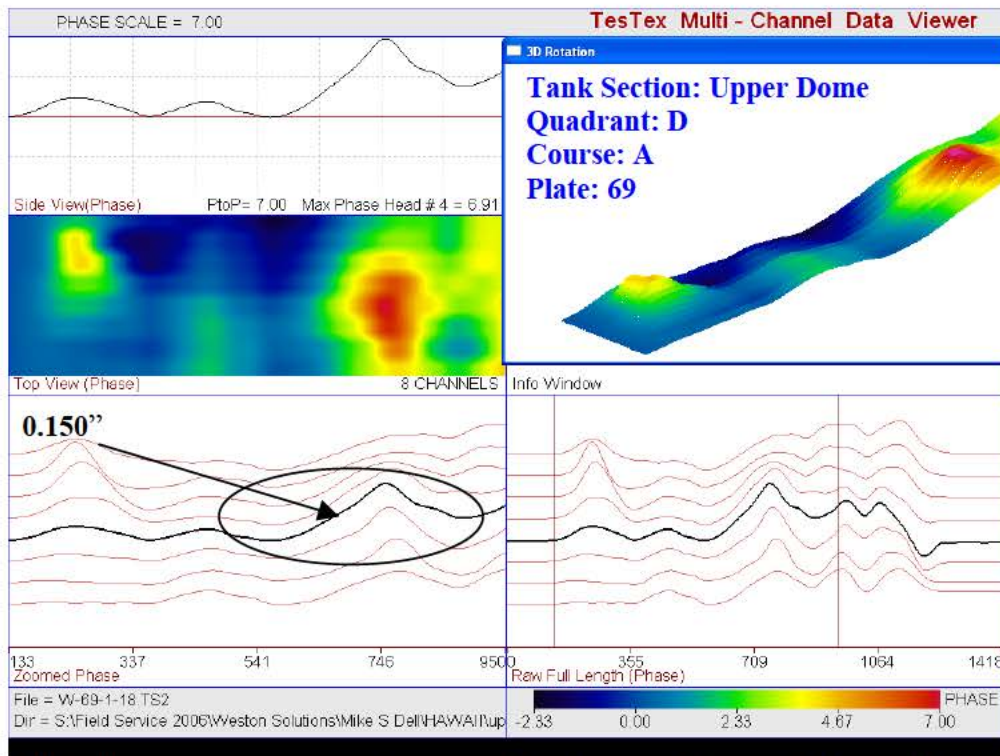 PHASE SCALE = 7.00
TesTex Multi - Channel Data Viewer
3D Rotation
Tank Section: Upper Dome
Quadrant: D
Course: A
Plate: 69
Side View(Phase) PtoP= 7.00 Max Phase Head # 4 = 6.91
Top View (Phase) 8 CHANNELS
Info Window
0.150”
133 337 541 746 950
Zoomed Phase
0 355 709 1064 1418
Raw Full Length (Phase)
File = W-69-1-18.TS2
Dir = S:\Field Service 2006\Weston Solutions\Mike S Dell\HAWAII\up
PHASE
-2.33 0.00 2.33 4.67 7.00